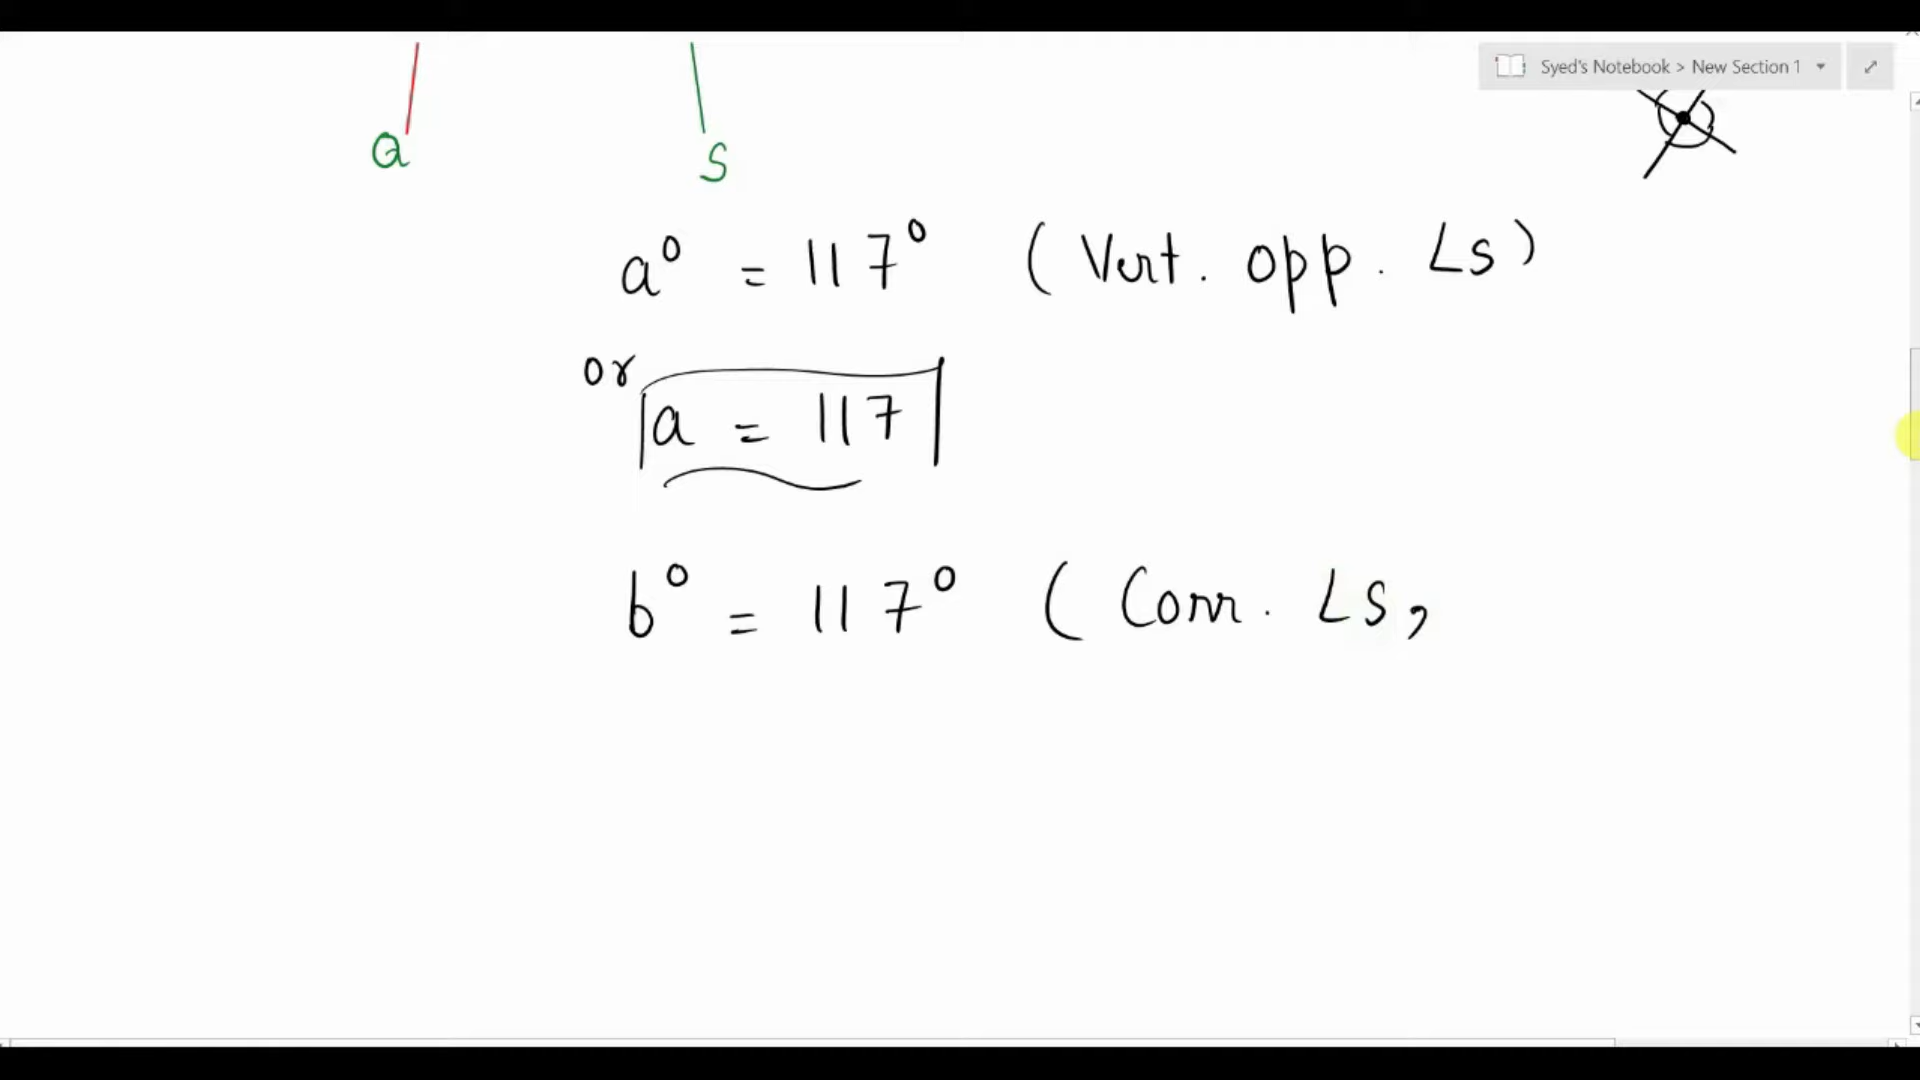 Syed's Notebook > New Section 1
Q S
a° = 117° (Vert. opp. ∠s)
or
a = 117
b° = 117° (Corr. ∠s,